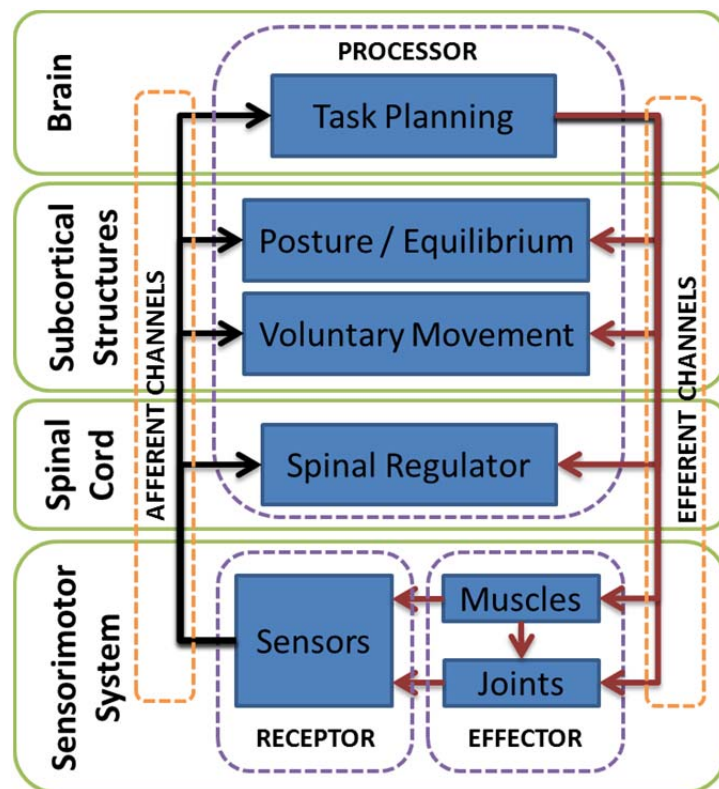 Brain
PROCESSOR
Task Planning
Subcortical
Structures
Posture / Equilibrium
Voluntary Movement
AFFERENT CHANNELS
EFFERENT CHANNELS
Spinal
Cord
Spinal Regulator
Sensorimotor
System
Sensors
Muscles
Joints
RECEPTOR
EFFECTOR